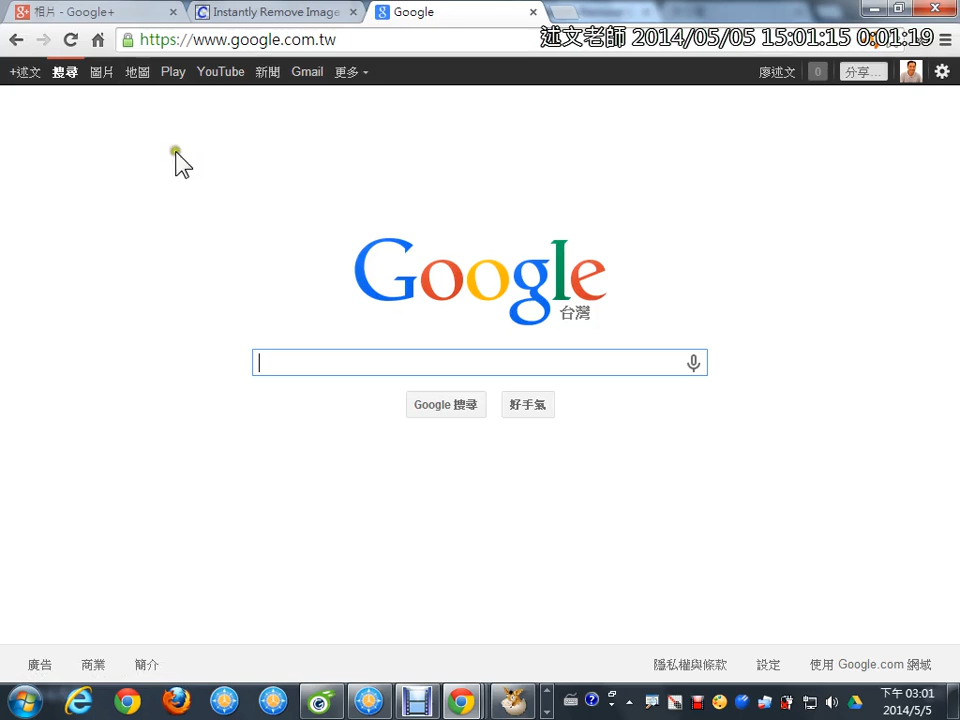 相片 - Google+
Instantly Remove Image
Google
https://www.google.com.tw
述文老師 2014/05/05 15:01:15 0:01:19
+述文 搜尋 圖片 地圖 Play YouTube 新聞 Gmail 更多
廖述文 0 分享...
Google
台灣
Google 搜尋 好手氣
廣告 商業 簡介 隱私權與條款 設定 使用 Google.com 網域
下午 03:01
2014/5/5